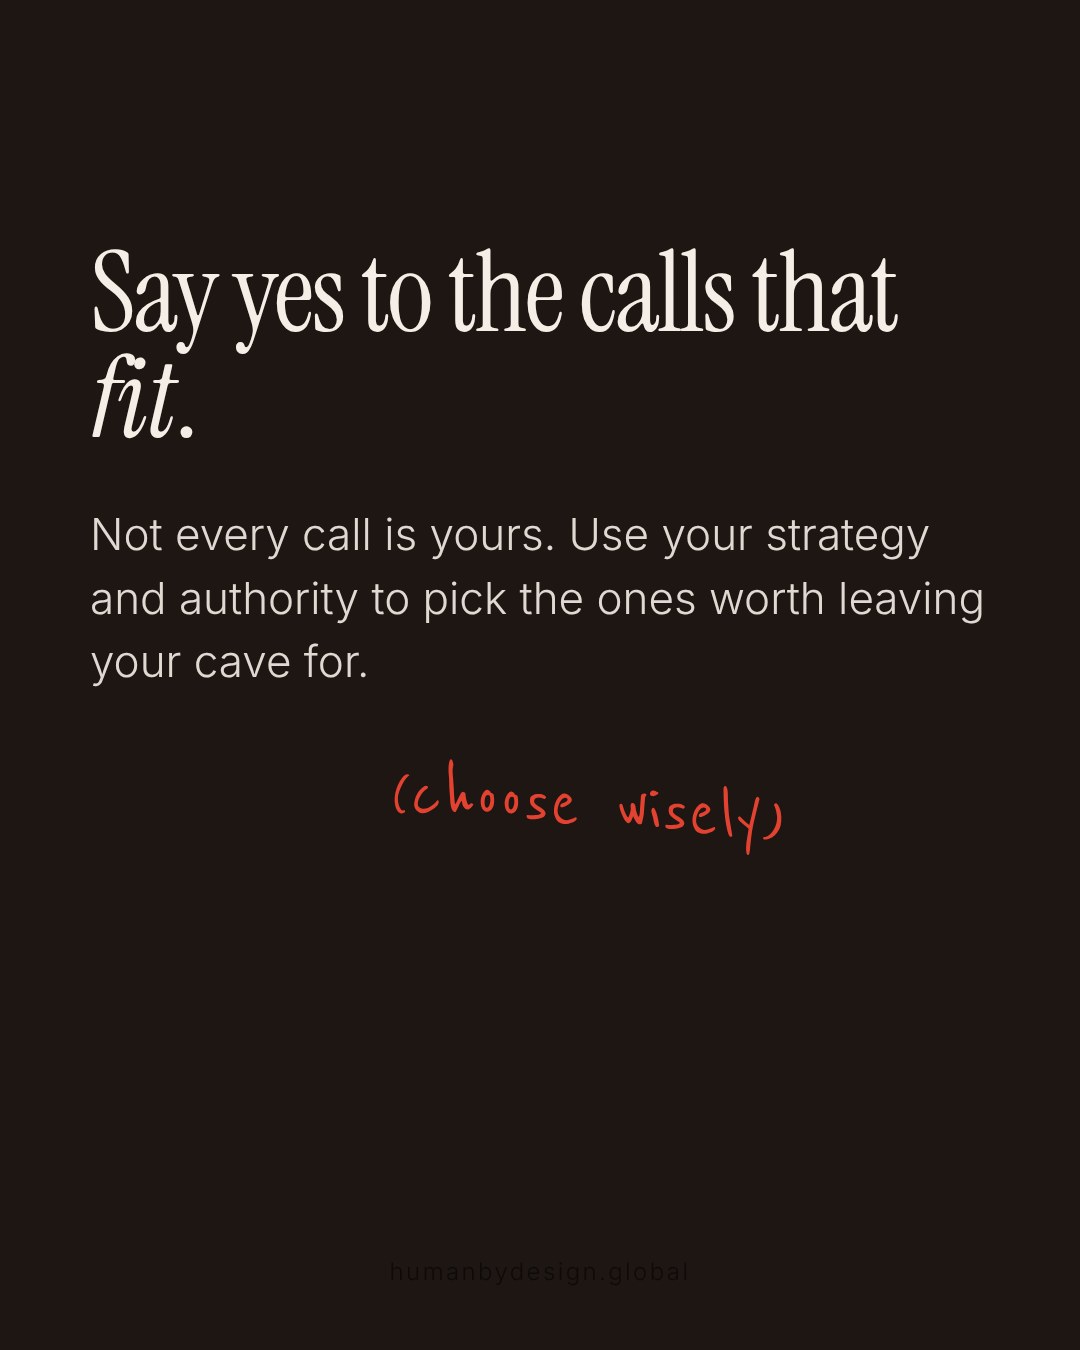 Say yes to the calls that
fit.
Not every call is yours. Use your strategy
and authority to pick the ones worth leaving
your cave for.
(choose wisely)
humanbydesign.global